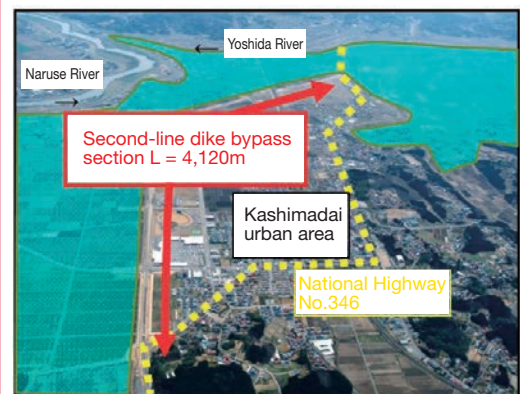 Yoshida River
←
Naruse River
→
Second-line dike bypass
section L = 4,120m
Kashimadai
urban area
National Highway
No.346